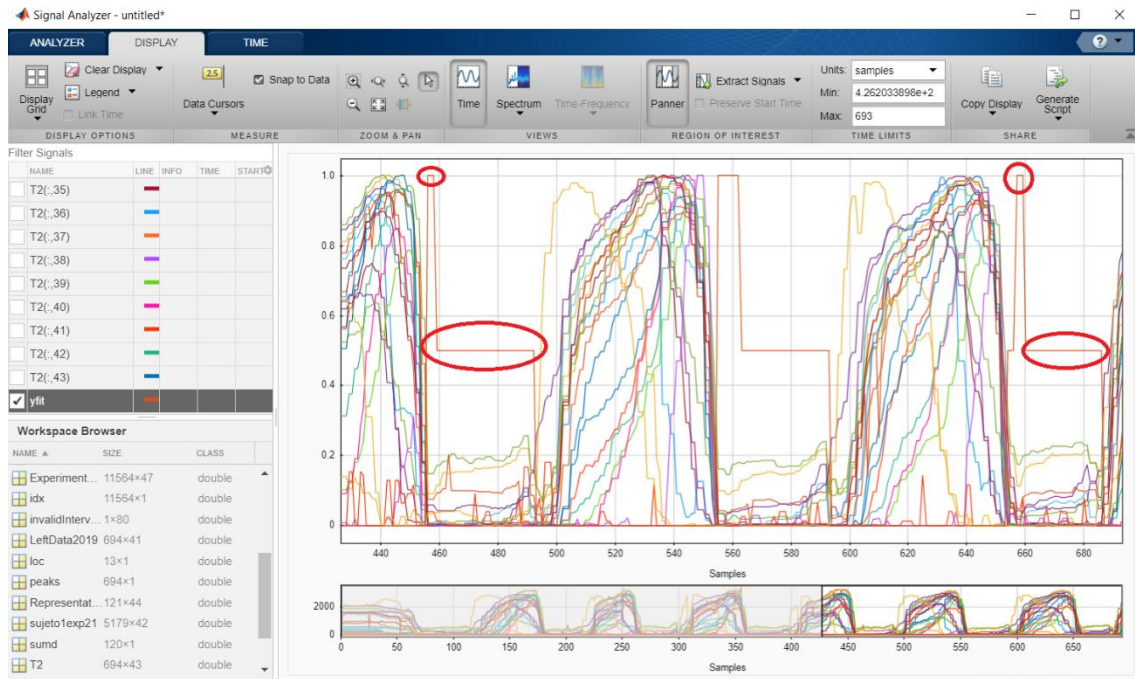 Signal Analyzer - untitled*
ANALYZER DISPLAY TIME
?
Display Grid
Clear Display
Legend
Link Time
2.5
Data Cursors
Snap to Data
Time
Spectrum
Time-Frequency
Panner
Extract Signals
Preserve Start Time
Units: samples
Min: 4.262033898e+2
Max: 693
Copy Display
Generate Script
DISPLAY OPTIONS MEASURE ZOOM & PAN VIEWS REGION OF INTEREST TIME LIMITS SHARE
Filter Signals
NAME LINE INFO TIME START
T2(:,35)
T2(:,36)
T2(:,37)
T2(:,38)
T2(:,39)
T2(:,40)
T2(:,41)
T2(:,42)
T2(:,43)
yfit
Workspace Browser
NAME SIZE CLASS
Experiment... 11564×47 double
idx 11564×1 double
invalidInterv... 1×80 double
LeftData2019 694×41 double
loc 13×1 double
peaks 694×1 double
Representat... 121×44 double
sujeto1exp21 5179×42 double
sumd 120×1 double
T2 694×43 double
1.0
0.8
0.6
0.4
0.2
0
440 460 480 500 520 540 560 580 600 620 640 660 680
Samples
2000
0
0 50 100 150 200 250 300 350 400 450 500 550 600 650
Samples